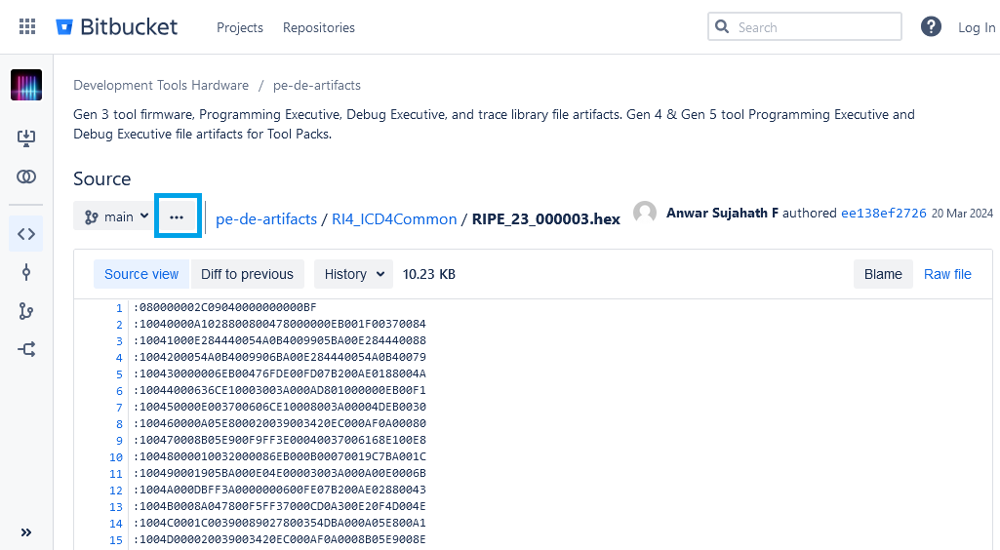 Bitbucket Projects Repositories Search Log In
Development Tools Hardware / pe-de-artifacts
Gen 3 tool firmware, Programming Executive, Debug Executive, and trace library file artifacts. Gen 4 & Gen 5 tool Programming Executive and
Debug Executive file artifacts for Tool Packs.
Source
main ... pe-de-artifacts / RI4_ICD4Common / RIPE_23_000003.hex Anwar Sujahath F authored ee138ef2726 20 Mar 2024
Source view Diff to previous History 10.23 KB Blame Raw file
1 :080000002C09040000000000BF
2 :10040000A1028800800478000000EB001F00370084
3 :10041000E284440054A0B4009905BA00E284440088
4 :1004200054A0B4009906BA00E284440054A0B40079
5 :100430000006EB00476FDE00FD07B200AE0188004A
6 :10044000636CE10003003A000AD801000000EB00F1
7 :100450000E003700606CE10008003A00004DEB0030
8 :100460000A05E800020039003420EC000AF0A00080
9 :100470008B05E900F9FF3E00040037006168E100E8
10 :10048000010032000086EB000B00070019C7BA001C
11 :100490001905BA000E04E00003003A000A00E0006B
12 :1004A000DBFF3A0000000600FE07B200AE02880043
13 :1004B0008A047800F5FF37000CD0A300E20F4D004E
14 :1004C0001C00390089027800354DBA000A05E800A1
15 :1004D000020039003420EC000AF0A0008B05E9008E